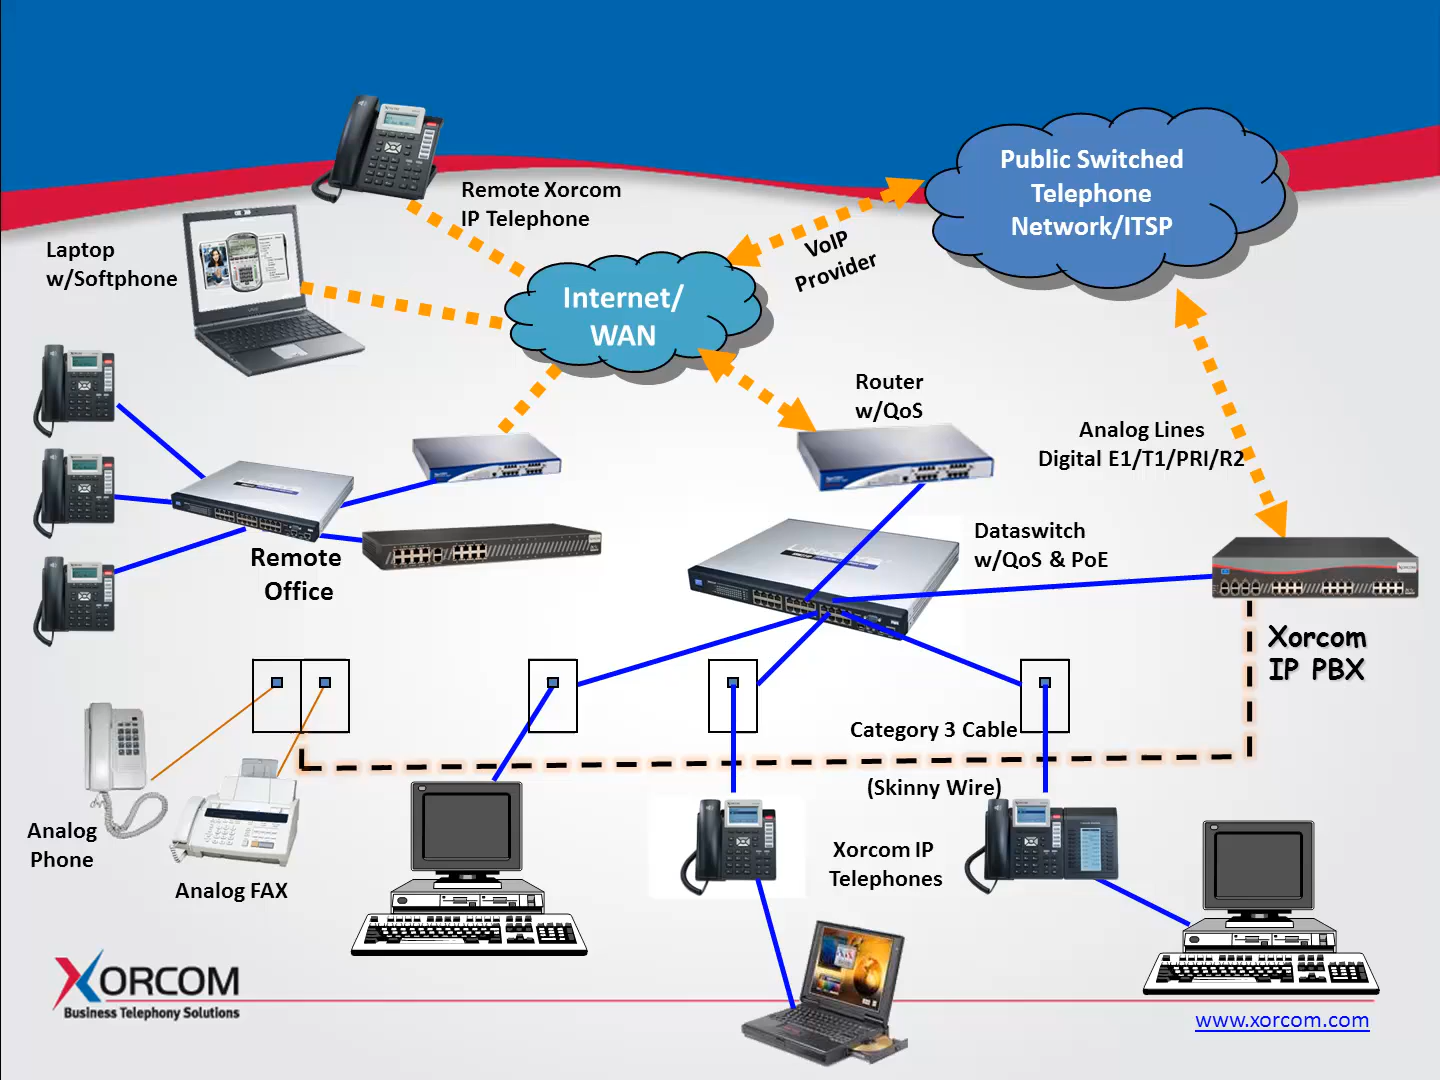 Remote Xorcom
IP Telephone
Public Switched
Telephone
Network/ITSP
Laptop
w/Softphone
VoIP
Provider
Internet/
WAN
Router
w/QoS
Analog Lines
Digital E1/T1/PRI/R2
Dataswitch
w/QoS & PoE
Remote
Office
Xorcom
Xorcom
IP PBX
Category 3 Cable
(Skinny Wire)
Analog
Phone
Analog FAX
Xorcom IP
Telephones
XORCOM
Business Telephony Solutions
www.xorcom.com